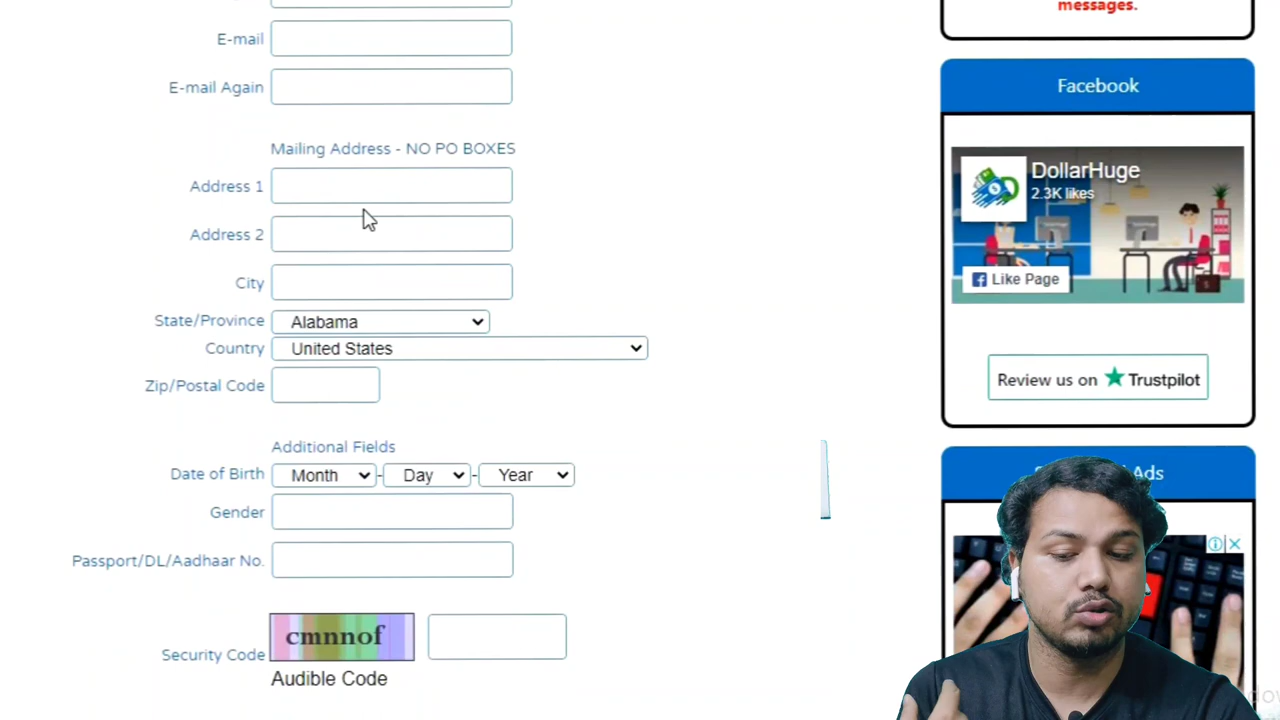 messages.
E-mail
E-mail Again
Mailing Address - NO PO BOXES
Address 1
Address 2
City
State/Province Alabama
Country United States
Zip/Postal Code
Additional Fields
Date of Birth Month - Day - Year
Gender
Passport/DL/Aadhaar No.
Security Code cmnnof
Audible Code
Facebook
DollarHuge
2.3K likes
Like Page
Review us on Trustpilot
Ads